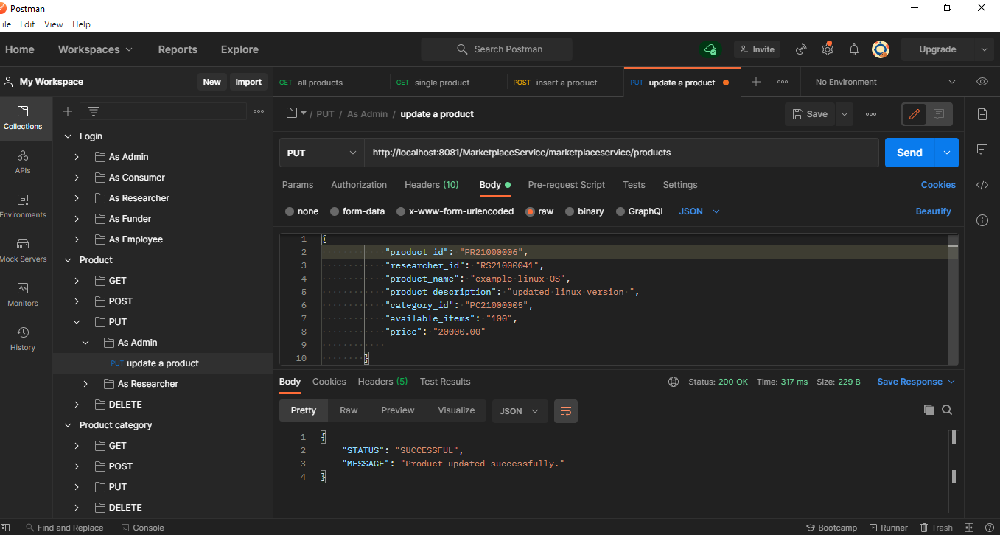 Postman
File Edit View Help
Home Workspaces Reports Explore Search Postman Invite Upgrade
My Workspace New Import
GET all products GET single product POST insert a product PUT update a product No Environment
Collections
APIs
Environments
Mock Servers
Monitors
History
Login
As Admin
As Consumer
As Researcher
As Funder
As Employee
Product
GET
POST
PUT
As Admin
PUT update a product
As Researcher
DELETE
Product category
GET
POST
PUT
DELETE
/ PUT / As Admin / update a product Save
PUT http://localhost:8081/MarketplaceService/marketplaceservice/products Send
Params Authorization Headers (10) Body Pre-request Script Tests Settings Cookies
none form-data x-www-form-urlencoded raw binary GraphQL JSON Beautify
1 {
2 "product_id": "PR21000006",
3 "researcher_id": "RS21000041",
4 "product_name": "example linux OS",
5 "product_description": "updated linux version ",
6 "category_id": "PC21000005",
7 "available_items": "100",
8 "price": "20000.00"
9
10 }
Body Cookies Headers (5) Test Results Status: 200 OK Time: 317 ms Size: 229 B Save Response
Pretty Raw Preview Visualize JSON
1 {
2 "STATUS": "SUCCESSFUL",
3 "MESSAGE": "Product updated successfully."
4 }
Find and Replace Console Bootcamp Runner Trash